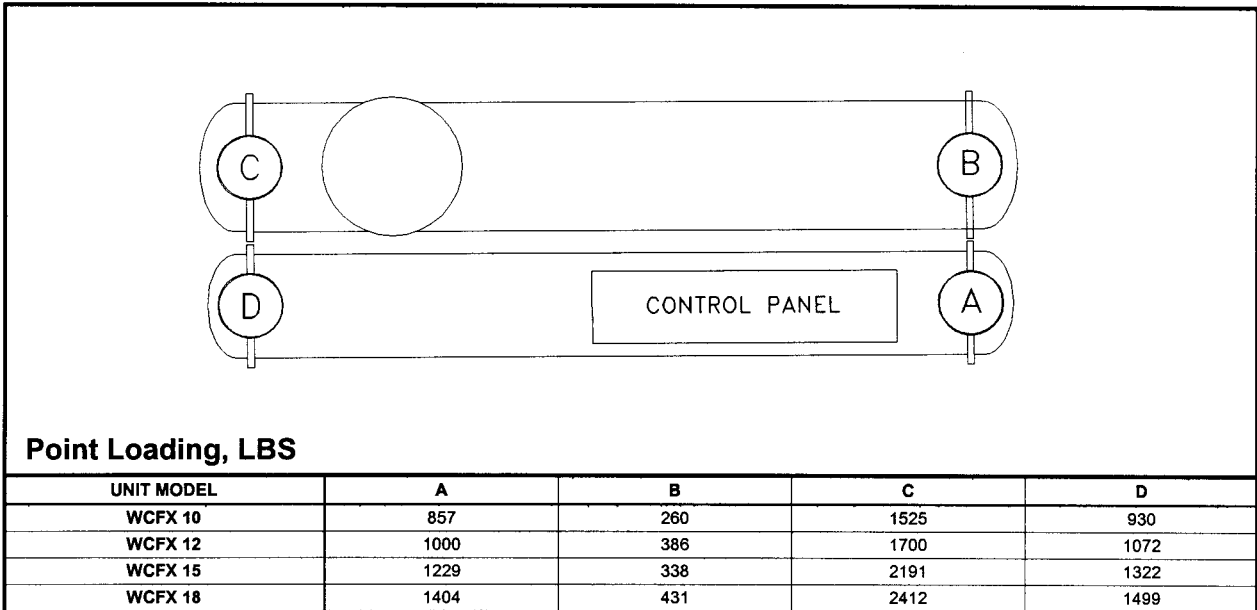 C
B
D
CONTROL PANEL
A
Point Loading, LBS
UNIT MODEL A B C D
WCFX 10 857 260 1525 930
WCFX 12 1000 386 1700 1072
WCFX 15 1229 338 2191 1322
WCFX 18 1404 431 2412 1499